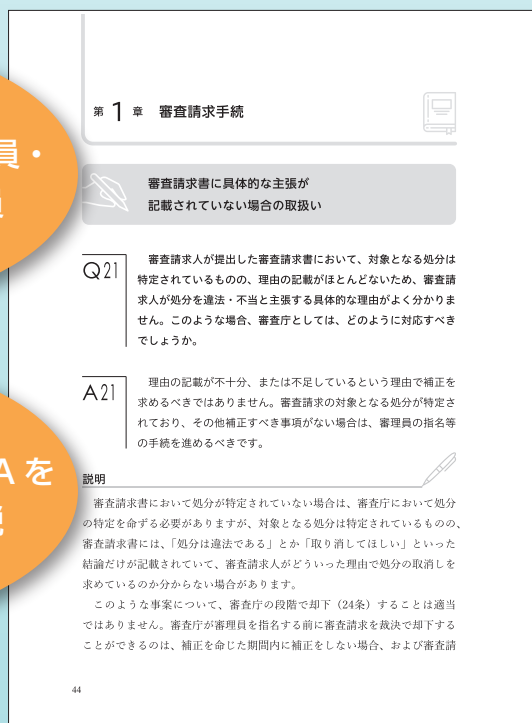 第 1 章 審査請求手続
審査請求書に具体的な主張が
記載されていない場合の取扱い
Q21
審査請求人が提出した審査請求書において、対象となる処分は
特定されているものの、理由の記載がほとんどないため、審査請
求人が処分を違法・不当と主張する具体的な理由がよく分かりま
せん。このような場合、審査庁としては、どのように対応すべき
でしょうか。
A21
理由の記載が不十分、または不足しているという理由で補正を
求めるべきではありません。審査請求の対象となる処分が特定さ
れており、その他補正すべき事項がない場合は、審理員の指名等
の手続を進めるべきです。
説明
審査請求書において処分が特定されていない場合は、審査庁において処分
の特定を命ずる必要がありますが、対象となる処分は特定されているものの、
審査請求書には、「処分は違法である」とか「取り消してほしい」といった
結論だけが記載されていて、審査請求人がどういった理由で処分の取消しを
求めているのか分からない場合があります。
このような事案について、審査庁の段階で却下（24条）することは適当
ではありません。審査庁が審理員を指名する前に審査請求を裁決で却下する
ことができるのは、補正を命じた期間内に補正をしない場合、および審査請
44
員・
Aを